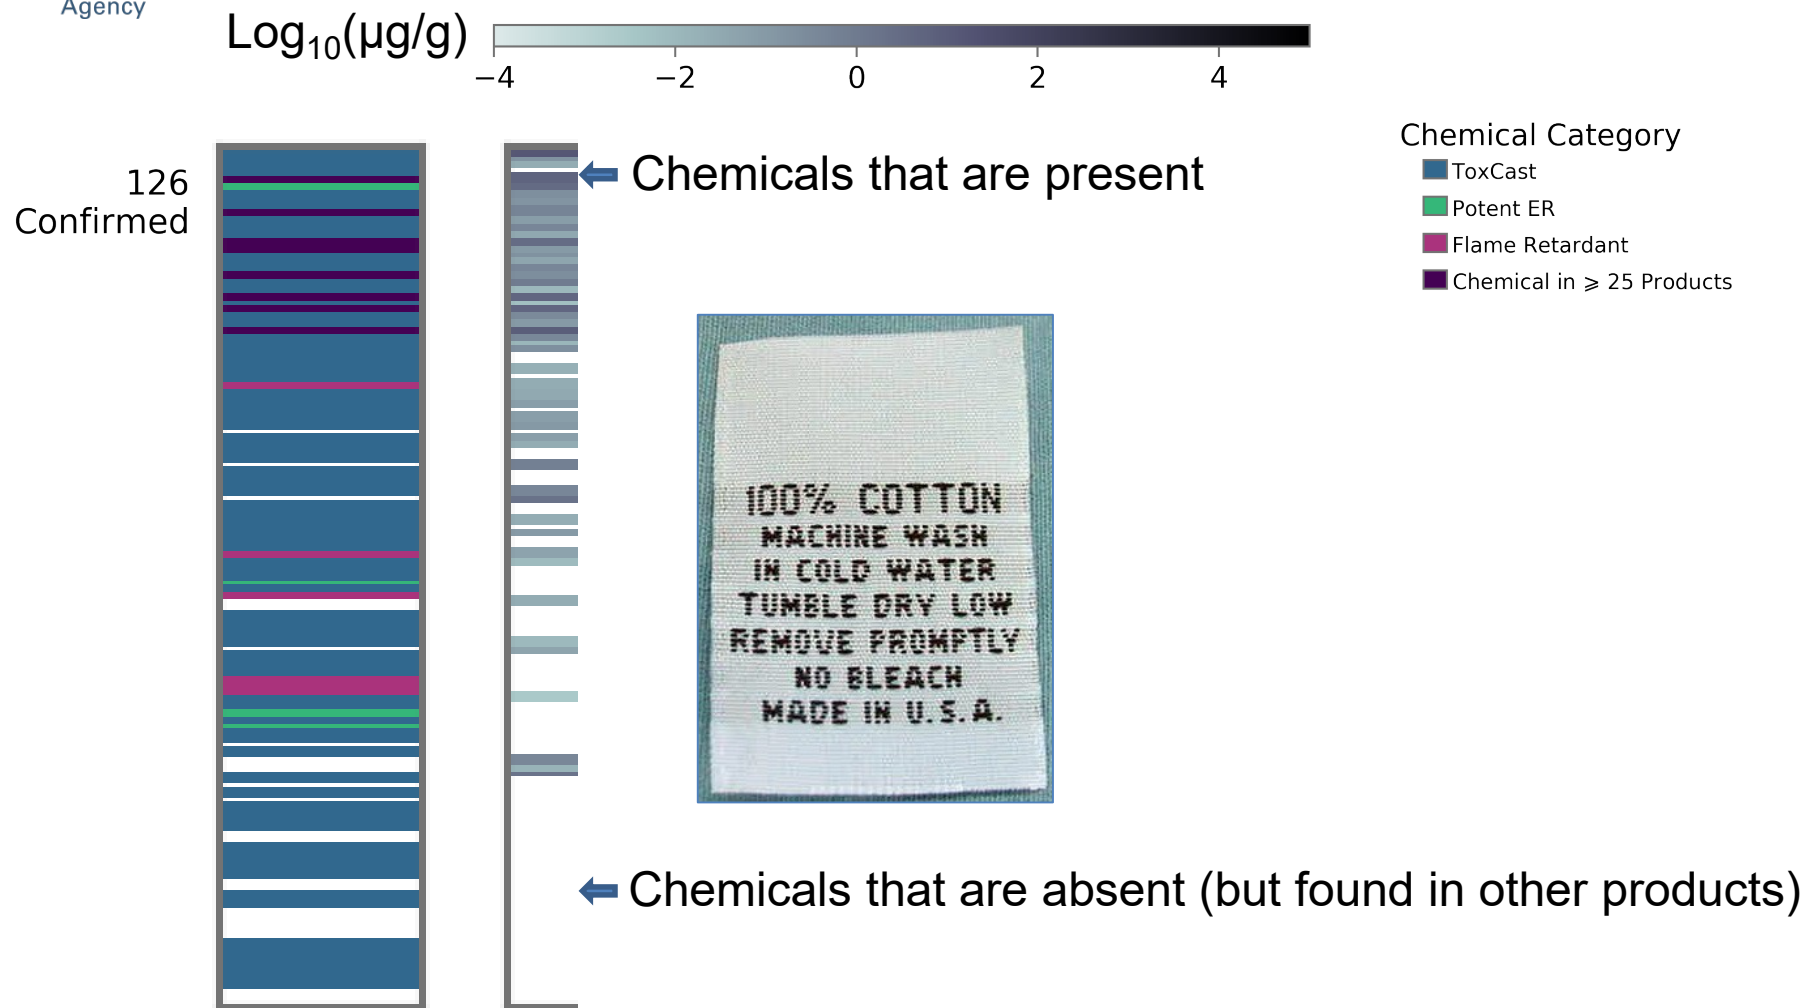 Agency
Log₁₀(µg/g)
−4 −2 0 2 4
Chemical Category
ToxCast
Potent ER
Flame Retardant
Chemical in ⩾ 25 Products
126
Confirmed
Chemicals that are present
100% COTTON
MACHINE WASH
IN COLD WATER
TUMBLE DRY LOW
REMOVE PROMPTLY
NO BLEACH
MADE IN U.S.A.
Chemicals that are absent (but found in other products)